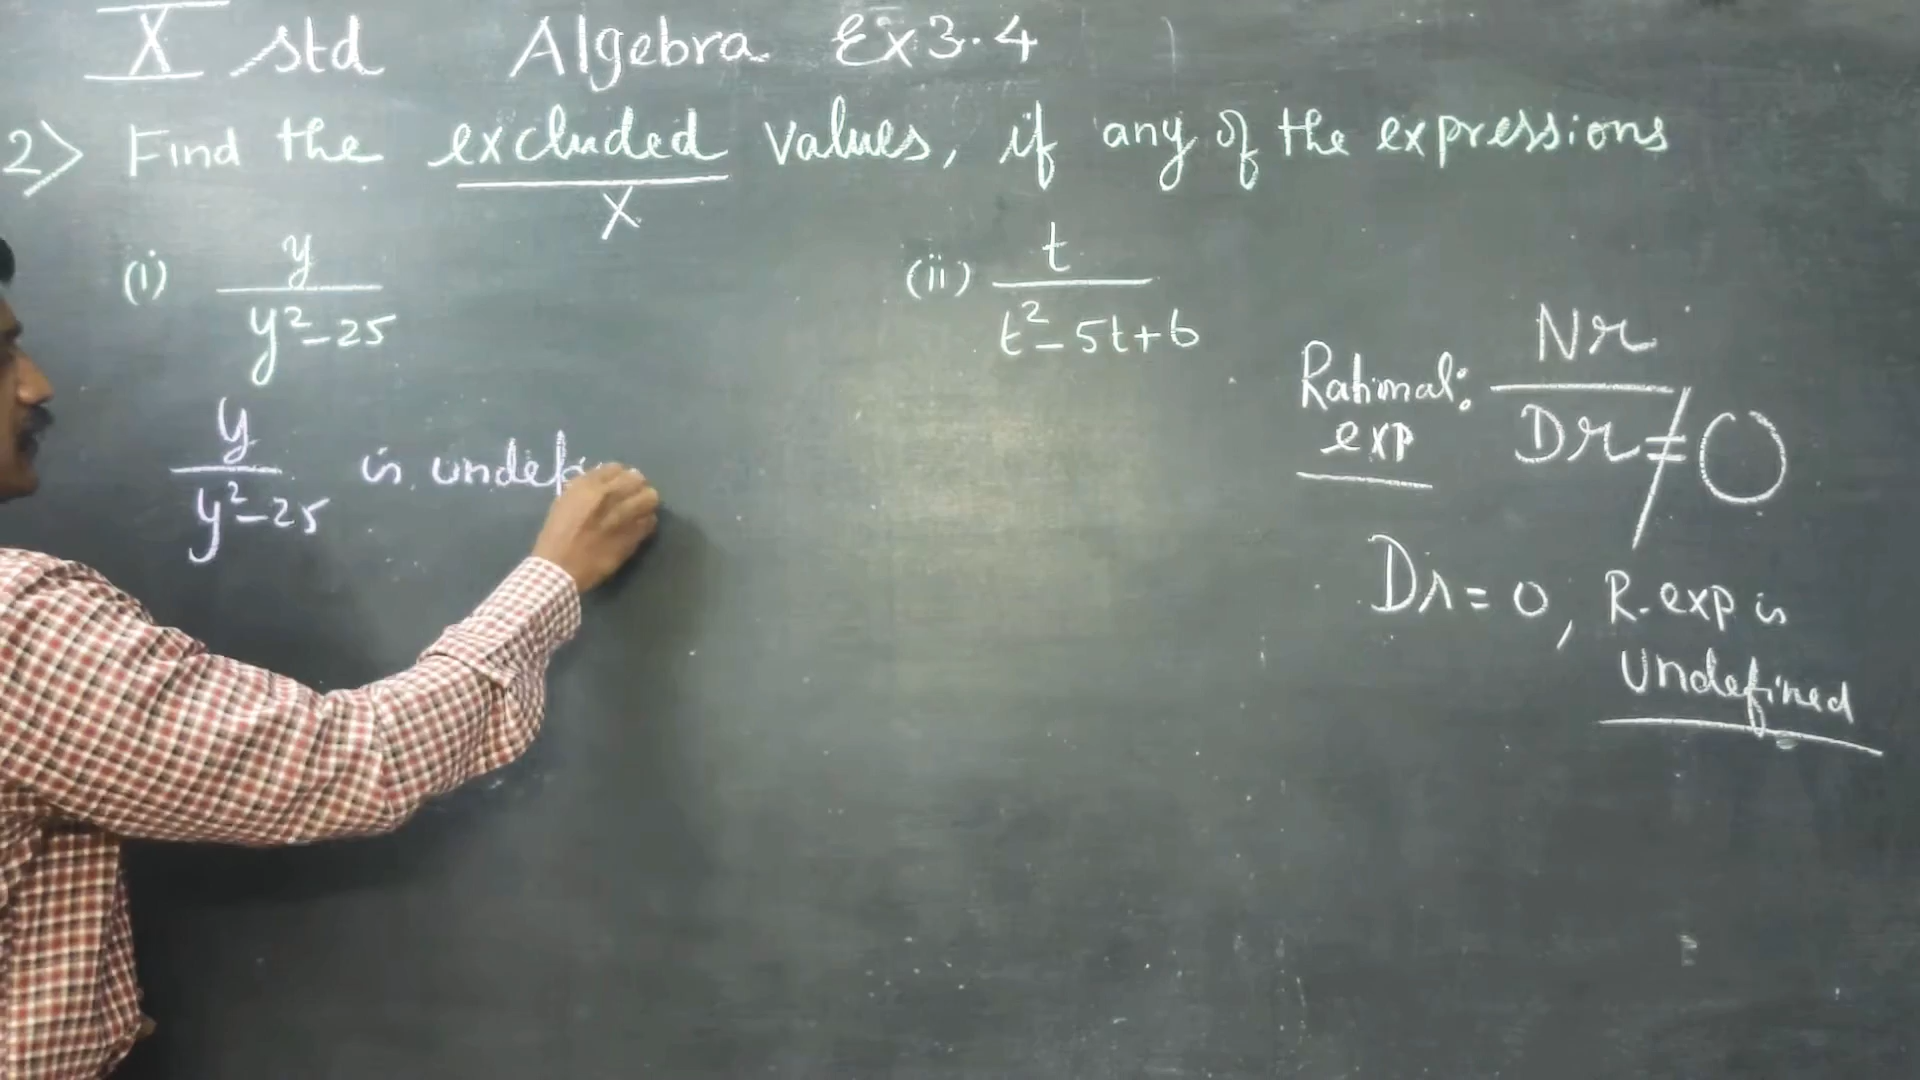 X std Algebra Ex 3.4
2) Find the excluded values, if any of the expressions
X
(i) y / y²-25
(ii) t / t²-5t+6
Rational exp : Nr / Dr ≠ 0
y / y²-25 is undef
Dr = 0, R.exp is
Undefined